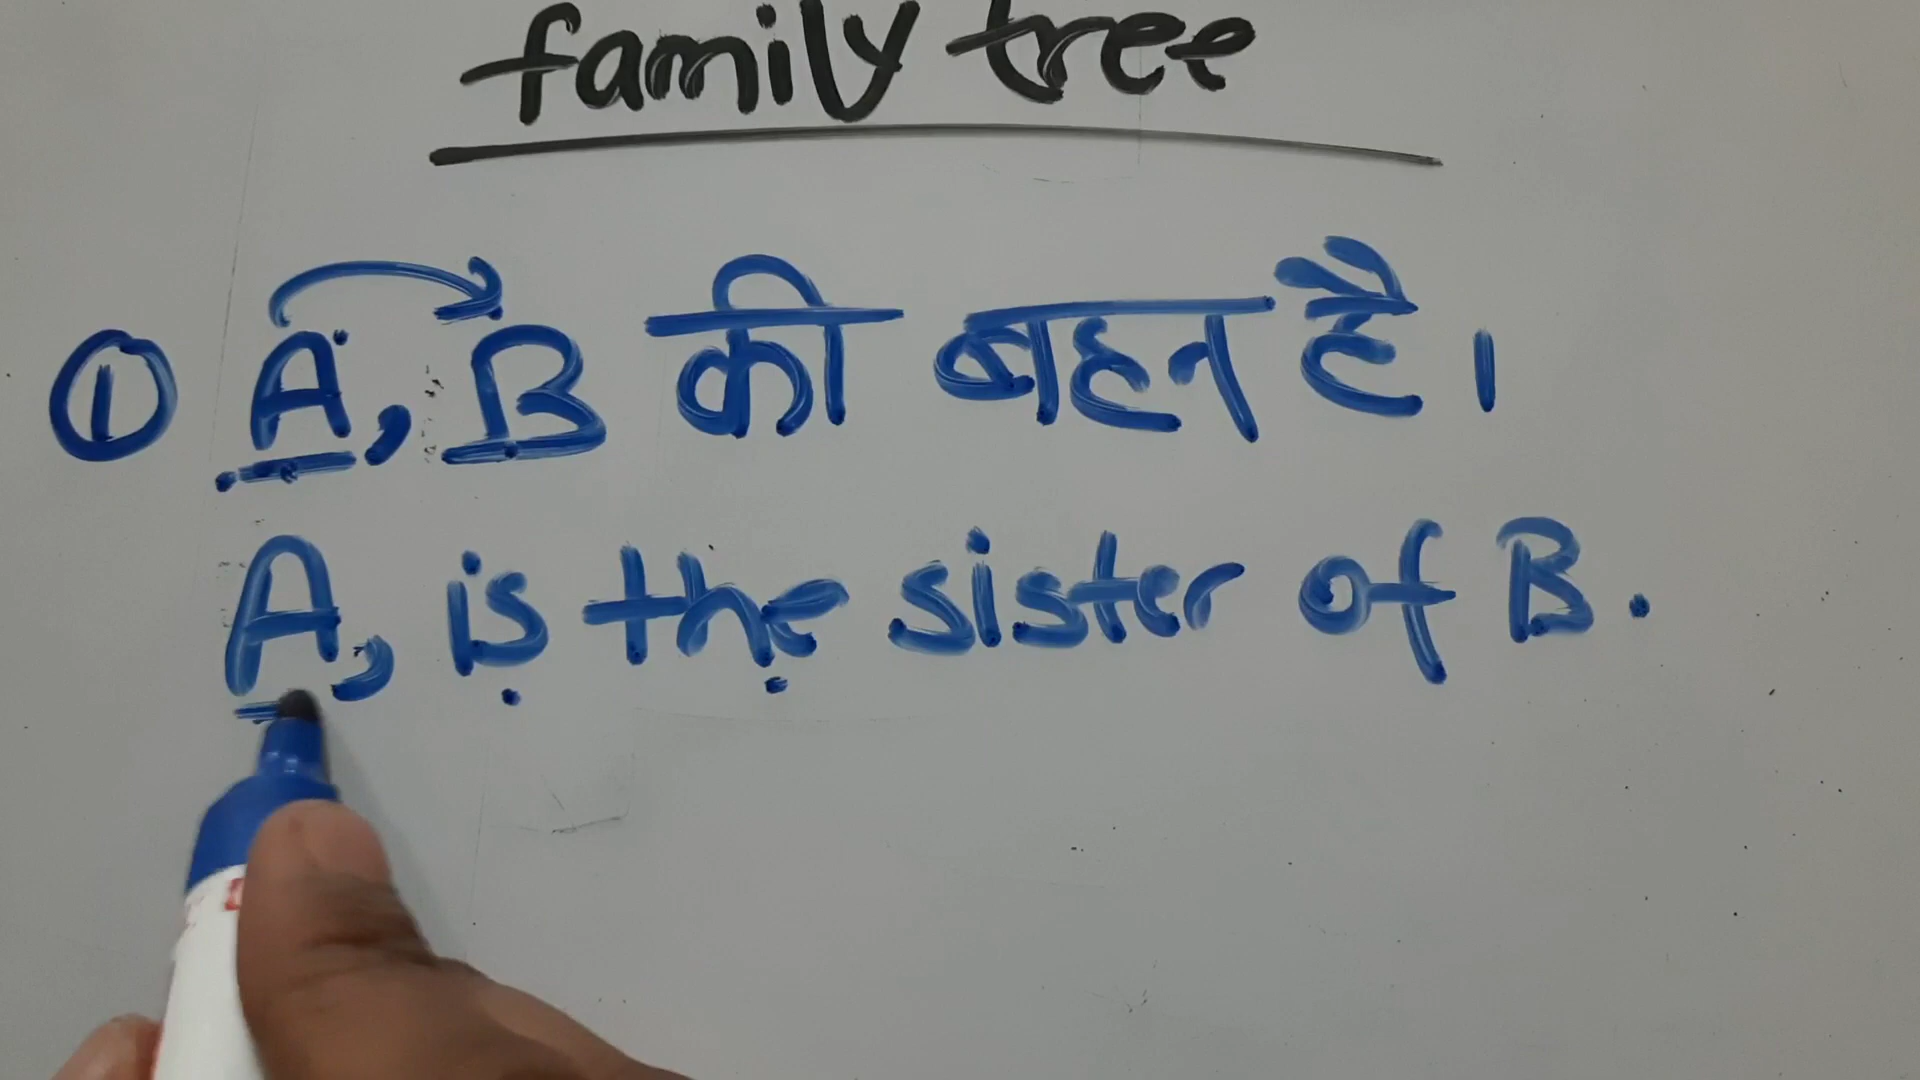 family tree
① A, B की बहन है।
A, is the sister of B.